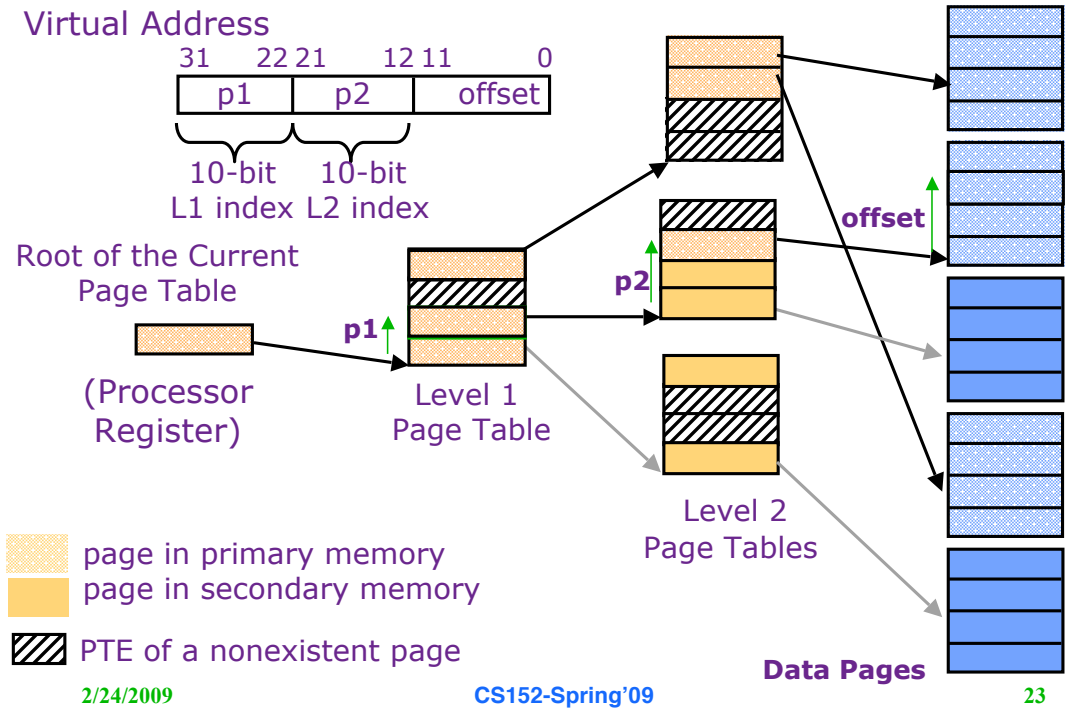 Virtual Address
31 22 21 12 11 0
p1 p2 offset
10-bit 10-bit
L1 index L2 index
Root of the Current
Page Table
(Processor
Register)
p1
Level 1
Page Table
p2
Level 2
Page Tables
offset
Data Pages
page in primary memory
page in secondary memory
PTE of a nonexistent page
2/24/2009 CS152-Spring'09 23